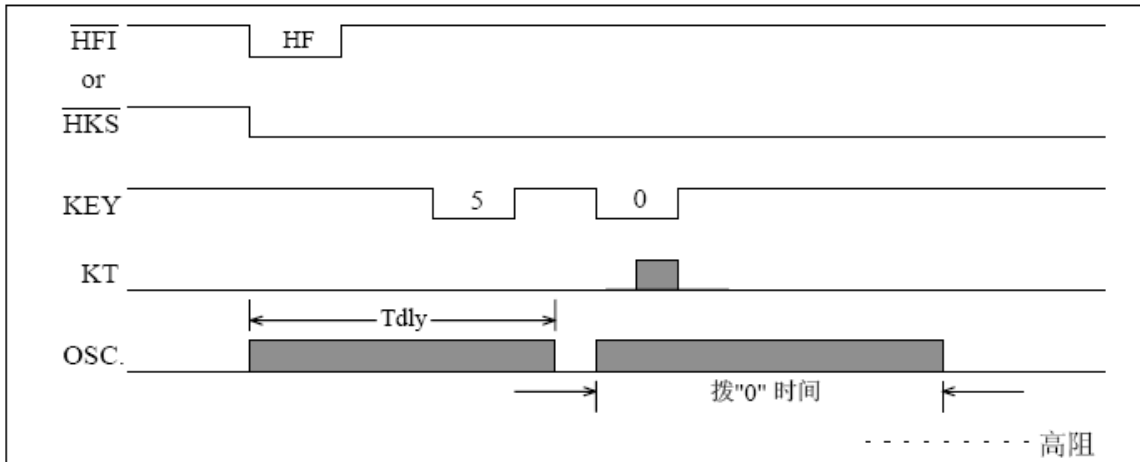 HFI HF
or
HKS
KEY 5 0
KT
Tdly
OSC.
拨"0" 时间
高阻